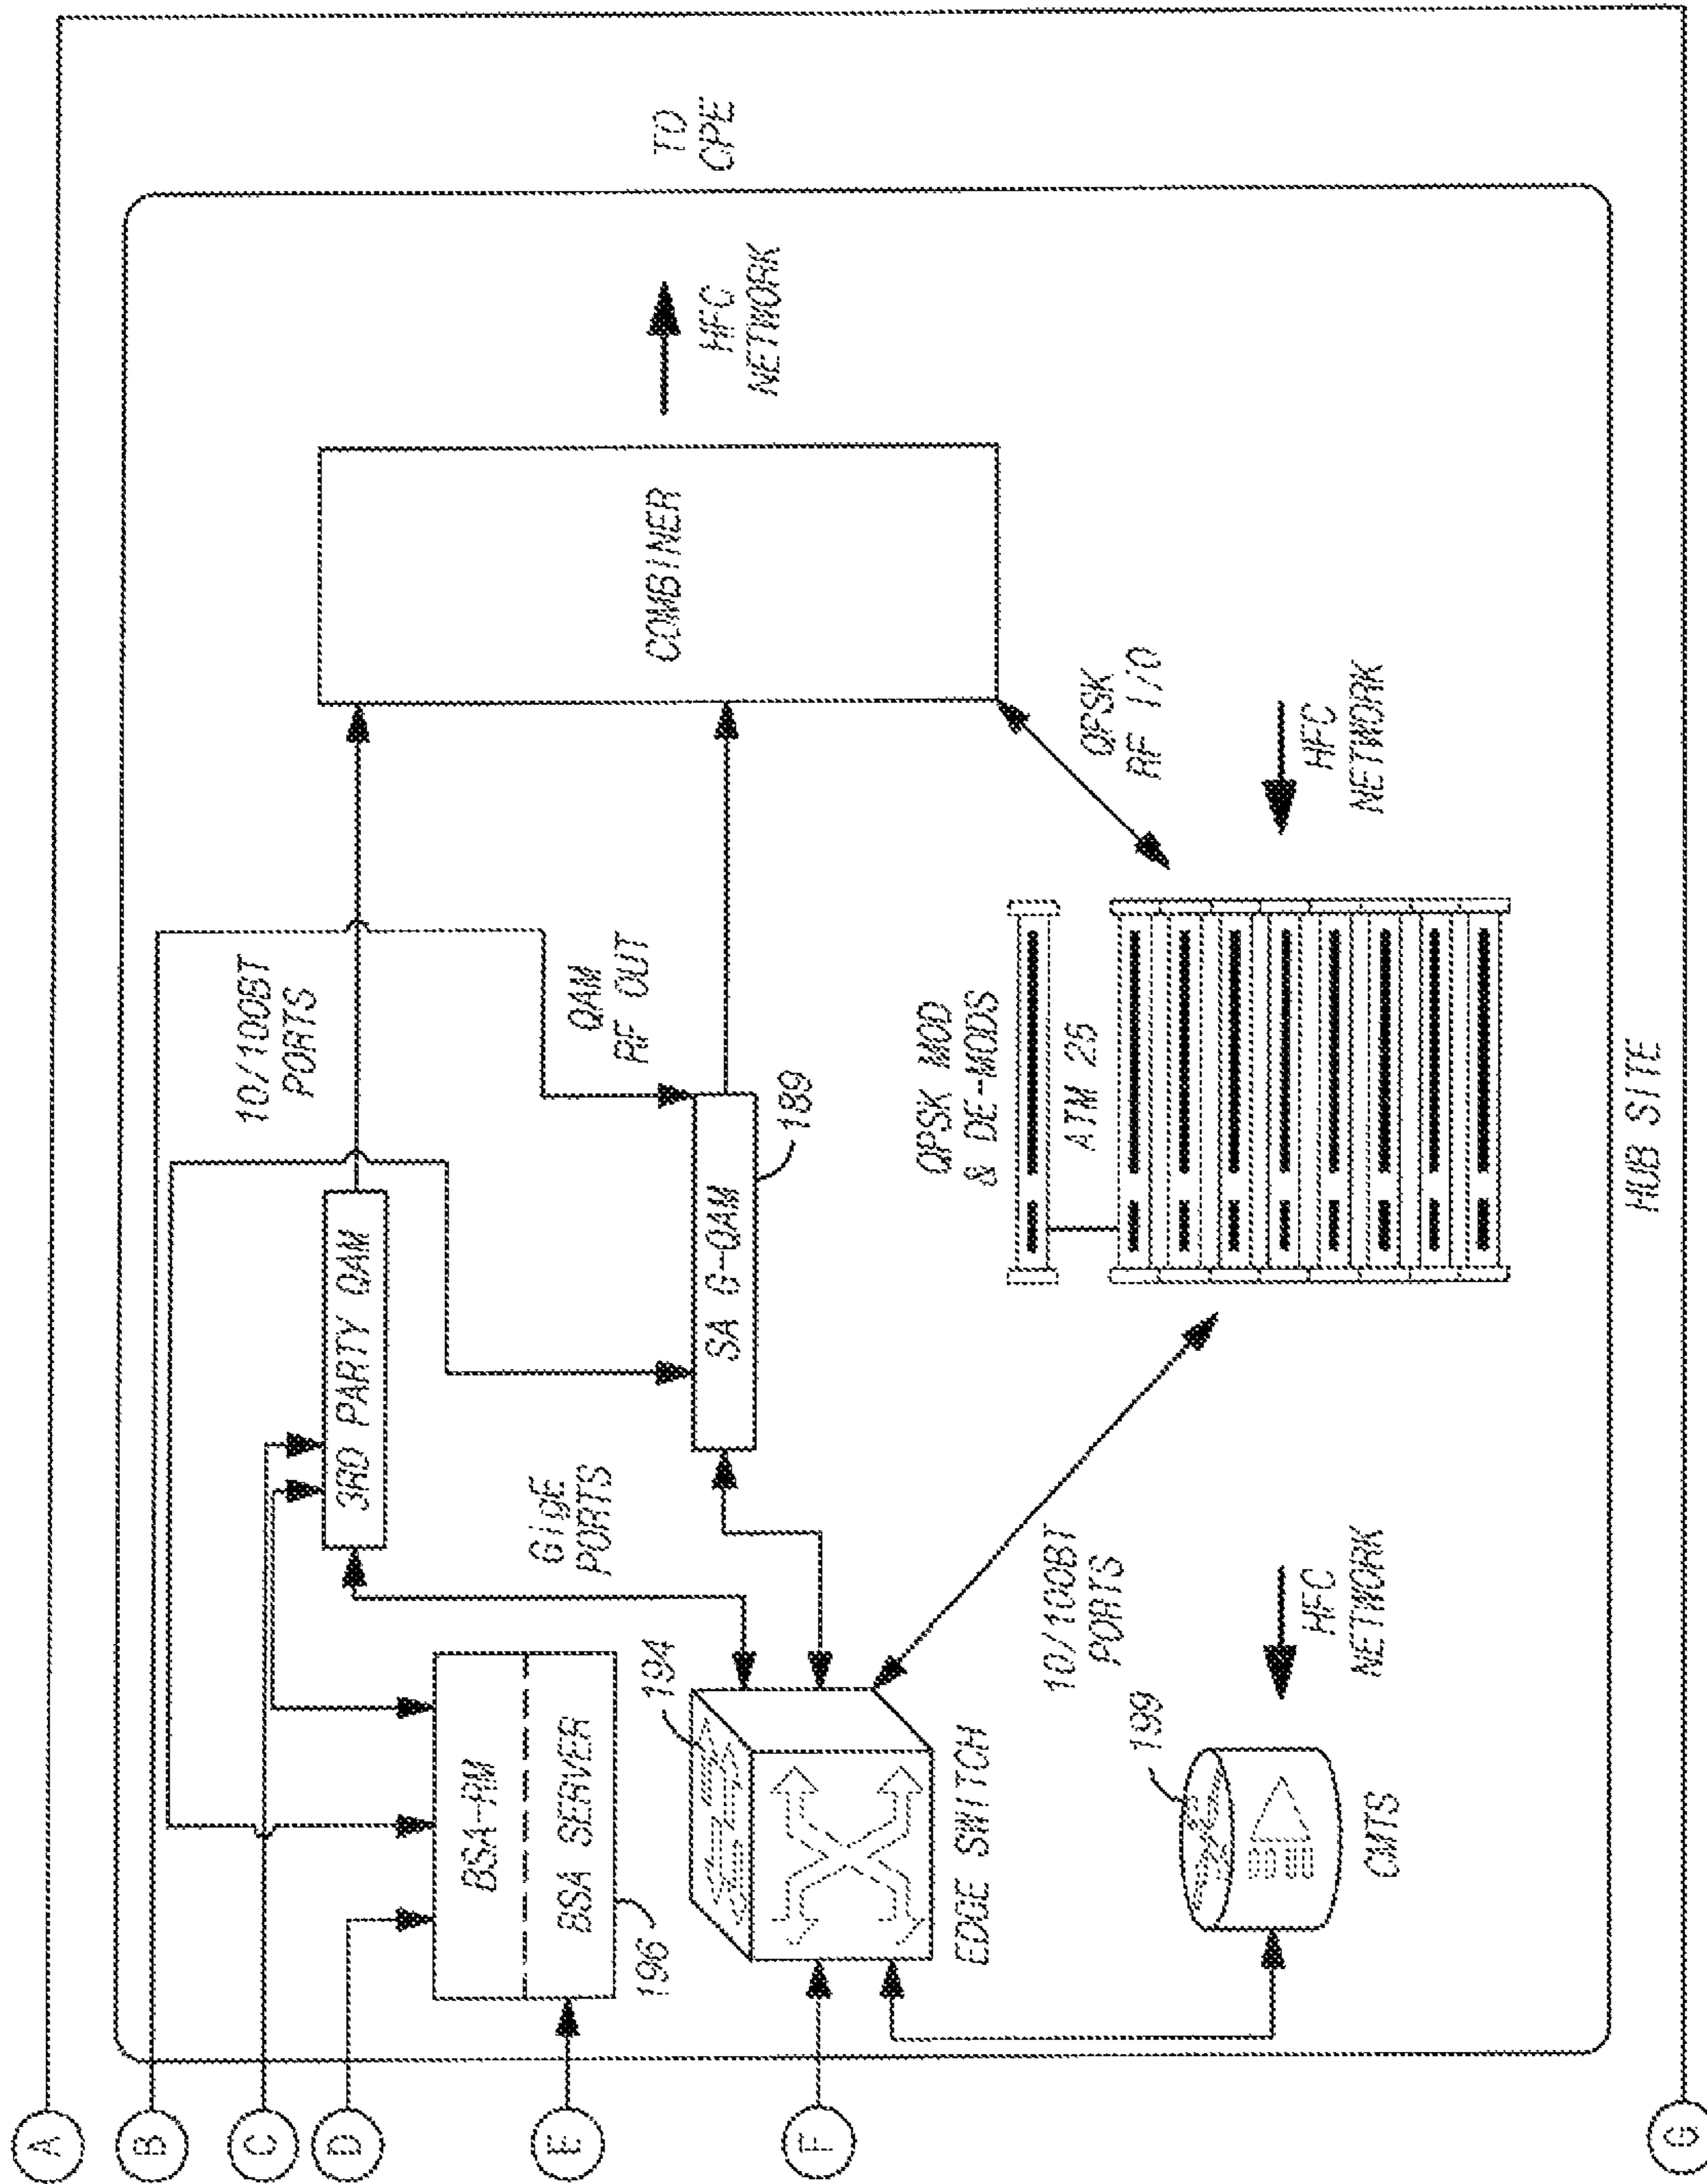 A
B
C
D
E
F
G
TO
CPE
HFC
NETWORK
COMBINER
10/100BT
PORTS
3RD PARTY QAM
QAM
RF OUT
SA G-QAM
189
GigE
PORTS
BSA-RM
BSA SERVER
196
194
EDGE SWITCH
QPSK
RF I/O
QPSK MOD
& DE-MODS
ATM 25
HFC
NETWORK
10/100BT
PORTS
199
CMTS
HFC
NETWORK
HUB SITE